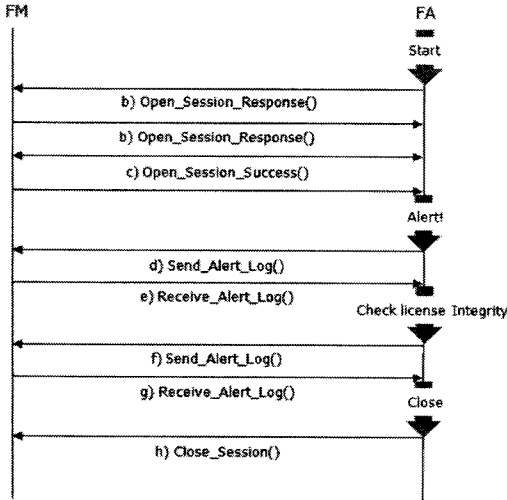 FM
FA
Start
b) Open_Session_Response()
b) Open_Session_Response()
c) Open_Session_Success()
Alert!
d) Send_Alert_Log()
e) Receive_Alert_Log()
Check license Integrity
f) Send_Alert_Log()
g) Receive_Alert_Log()
Close
h) Close_Session()